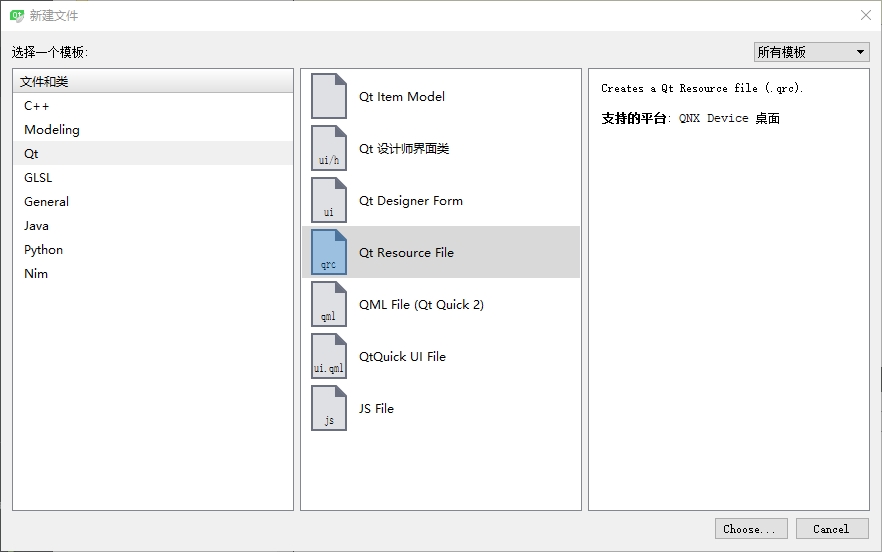 新建文件
选择一个模板:
所有模板
文件和类
C++
Modeling
Qt
GLSL
General
Java
Python
Nim
Qt Item Model
ui/h
Qt 设计师界面类
ui
Qt Designer Form
qrc
Qt Resource File
qml
QML File (Qt Quick 2)
ui.qml
QtQuick UI File
js
JS File
Creates a Qt Resource file (.qrc).
支持的平台: QNX Device 桌面
Choose...
Cancel